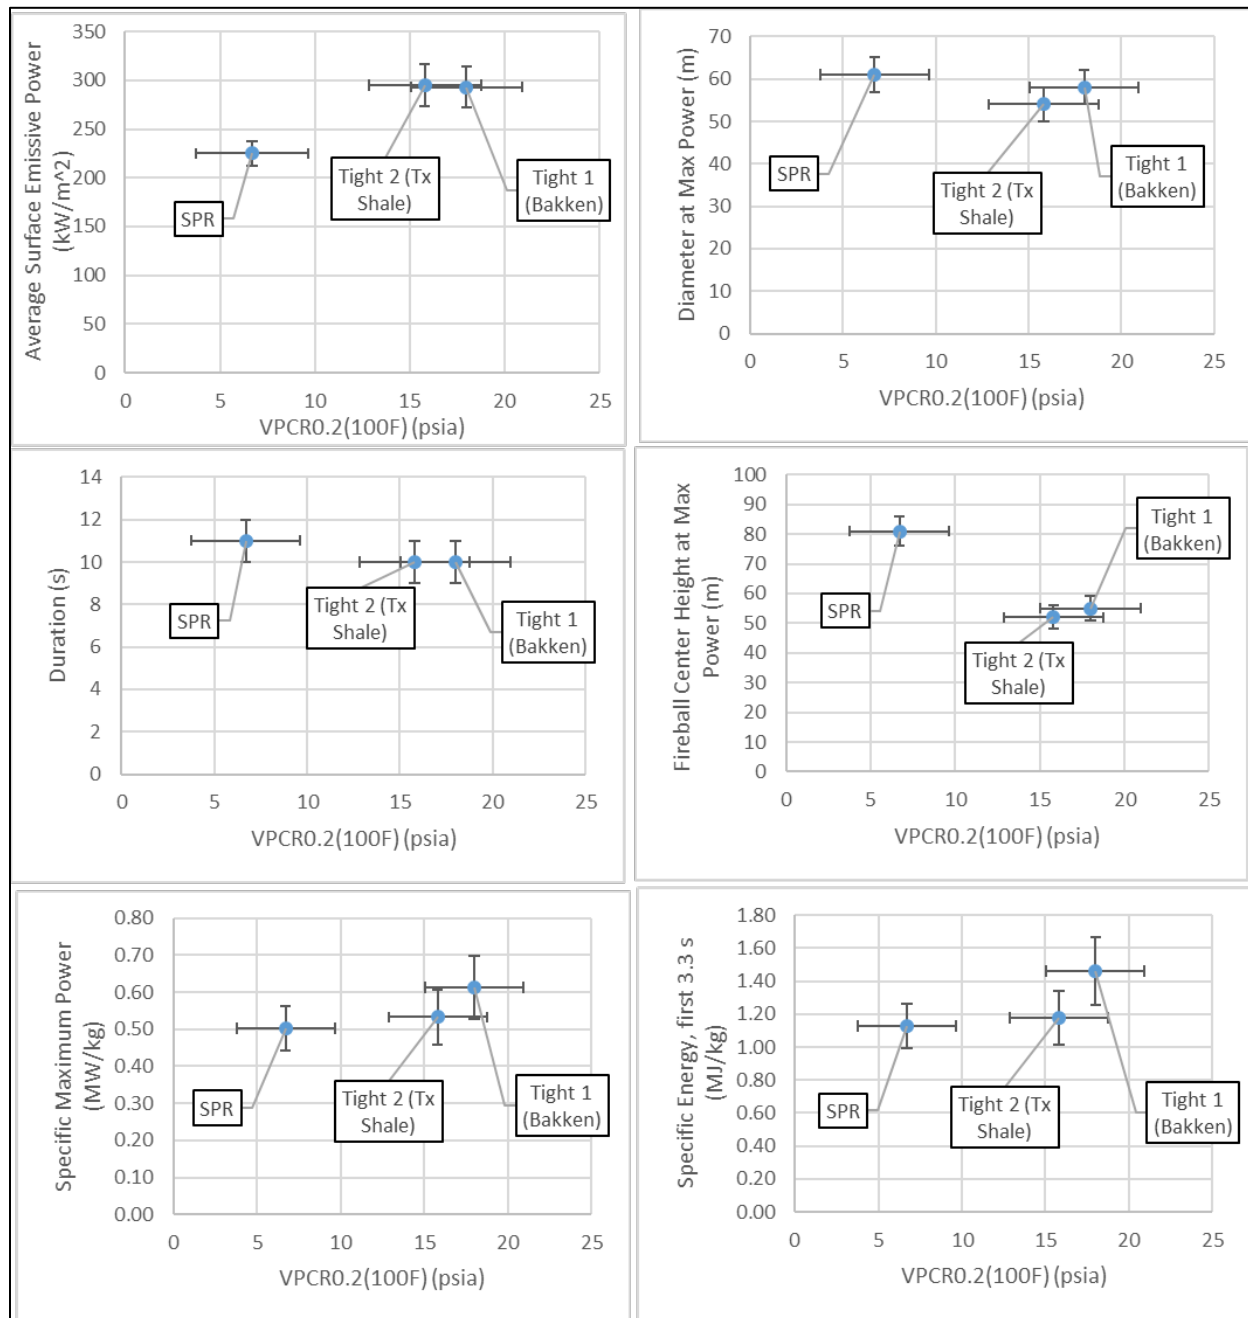 Average Surface Emissive Power
(kW/m^2)
350
300
250
200
150
100
50
0
SPR
Tight 2 (Tx
Shale)
Tight 1
(Bakken)
0 5 10 15 20 25
VPCR0.2(100F) (psia)
Diameter at Max Power (m)
70
60
50
40
30
20
10
0
SPR
Tight 2 (Tx
Shale)
Tight 1
(Bakken)
0 5 10 15 20 25
VPCR0.2(100F) (psia)
Duration (s)
14
12
10
8
6
4
2
0
SPR
Tight 2 (Tx
Shale)
Tight 1
(Bakken)
0 5 10 15 20 25
VPCR0.2(100F) (psia)
Fireball Center Height at Max
Power (m)
100
90
80
70
60
50
40
30
20
10
0
SPR
Tight 2 (Tx
Shale)
Tight 1
(Bakken)
0 5 10 15 20 25
VPCR0.2(100F) (psia)
Specific Maximum Power
(MW/kg)
0.80
0.70
0.60
0.50
0.40
0.30
0.20
0.10
0.00
SPR
Tight 2 (Tx
Shale)
Tight 1
(Bakken)
0 5 10 15 20 25
VPCR0.2(100F) (psia)
Specific Energy, first 3.3 s
(MJ/kg)
1.80
1.60
1.40
1.20
1.00
0.80
0.60
0.40
0.20
0.00
SPR
Tight 2 (Tx
Shale)
Tight 1
(Bakken)
0 5 10 15 20 25
VPCR0.2(100F) (psia)